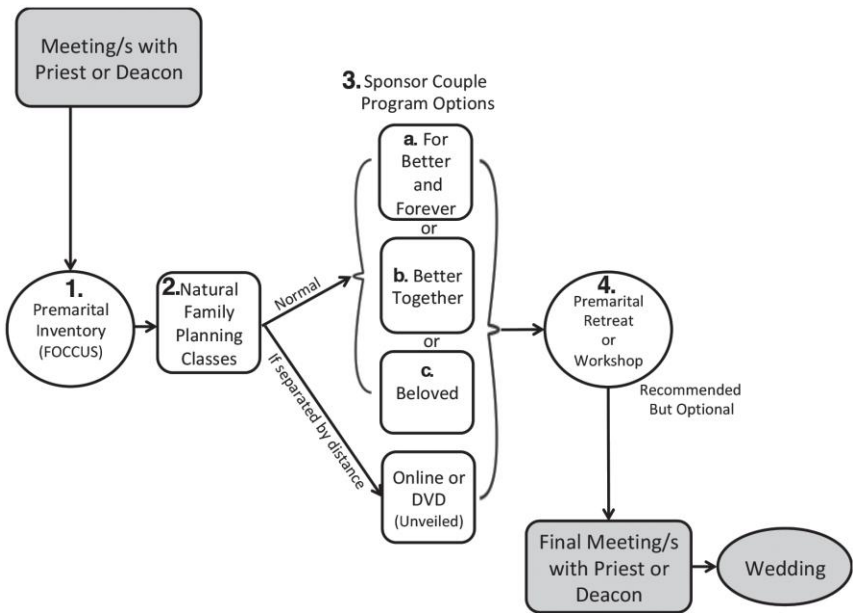 Meeting/s with
Priest or Deacon
3. Sponsor Couple
Program Options
a. For
Better
and
Forever
or
b. Better
Together
or
c.
Beloved
1.
Premarital
Inventory
(FOCCUS)
2. Natural
Family
Planning
Classes
Normal
If separated by distance
Online or
DVD
(Unveiled)
4.
Premarital
Retreat
or
Workshop
Recommended
But Optional
Final Meeting/s
with Priest or
Deacon
Wedding